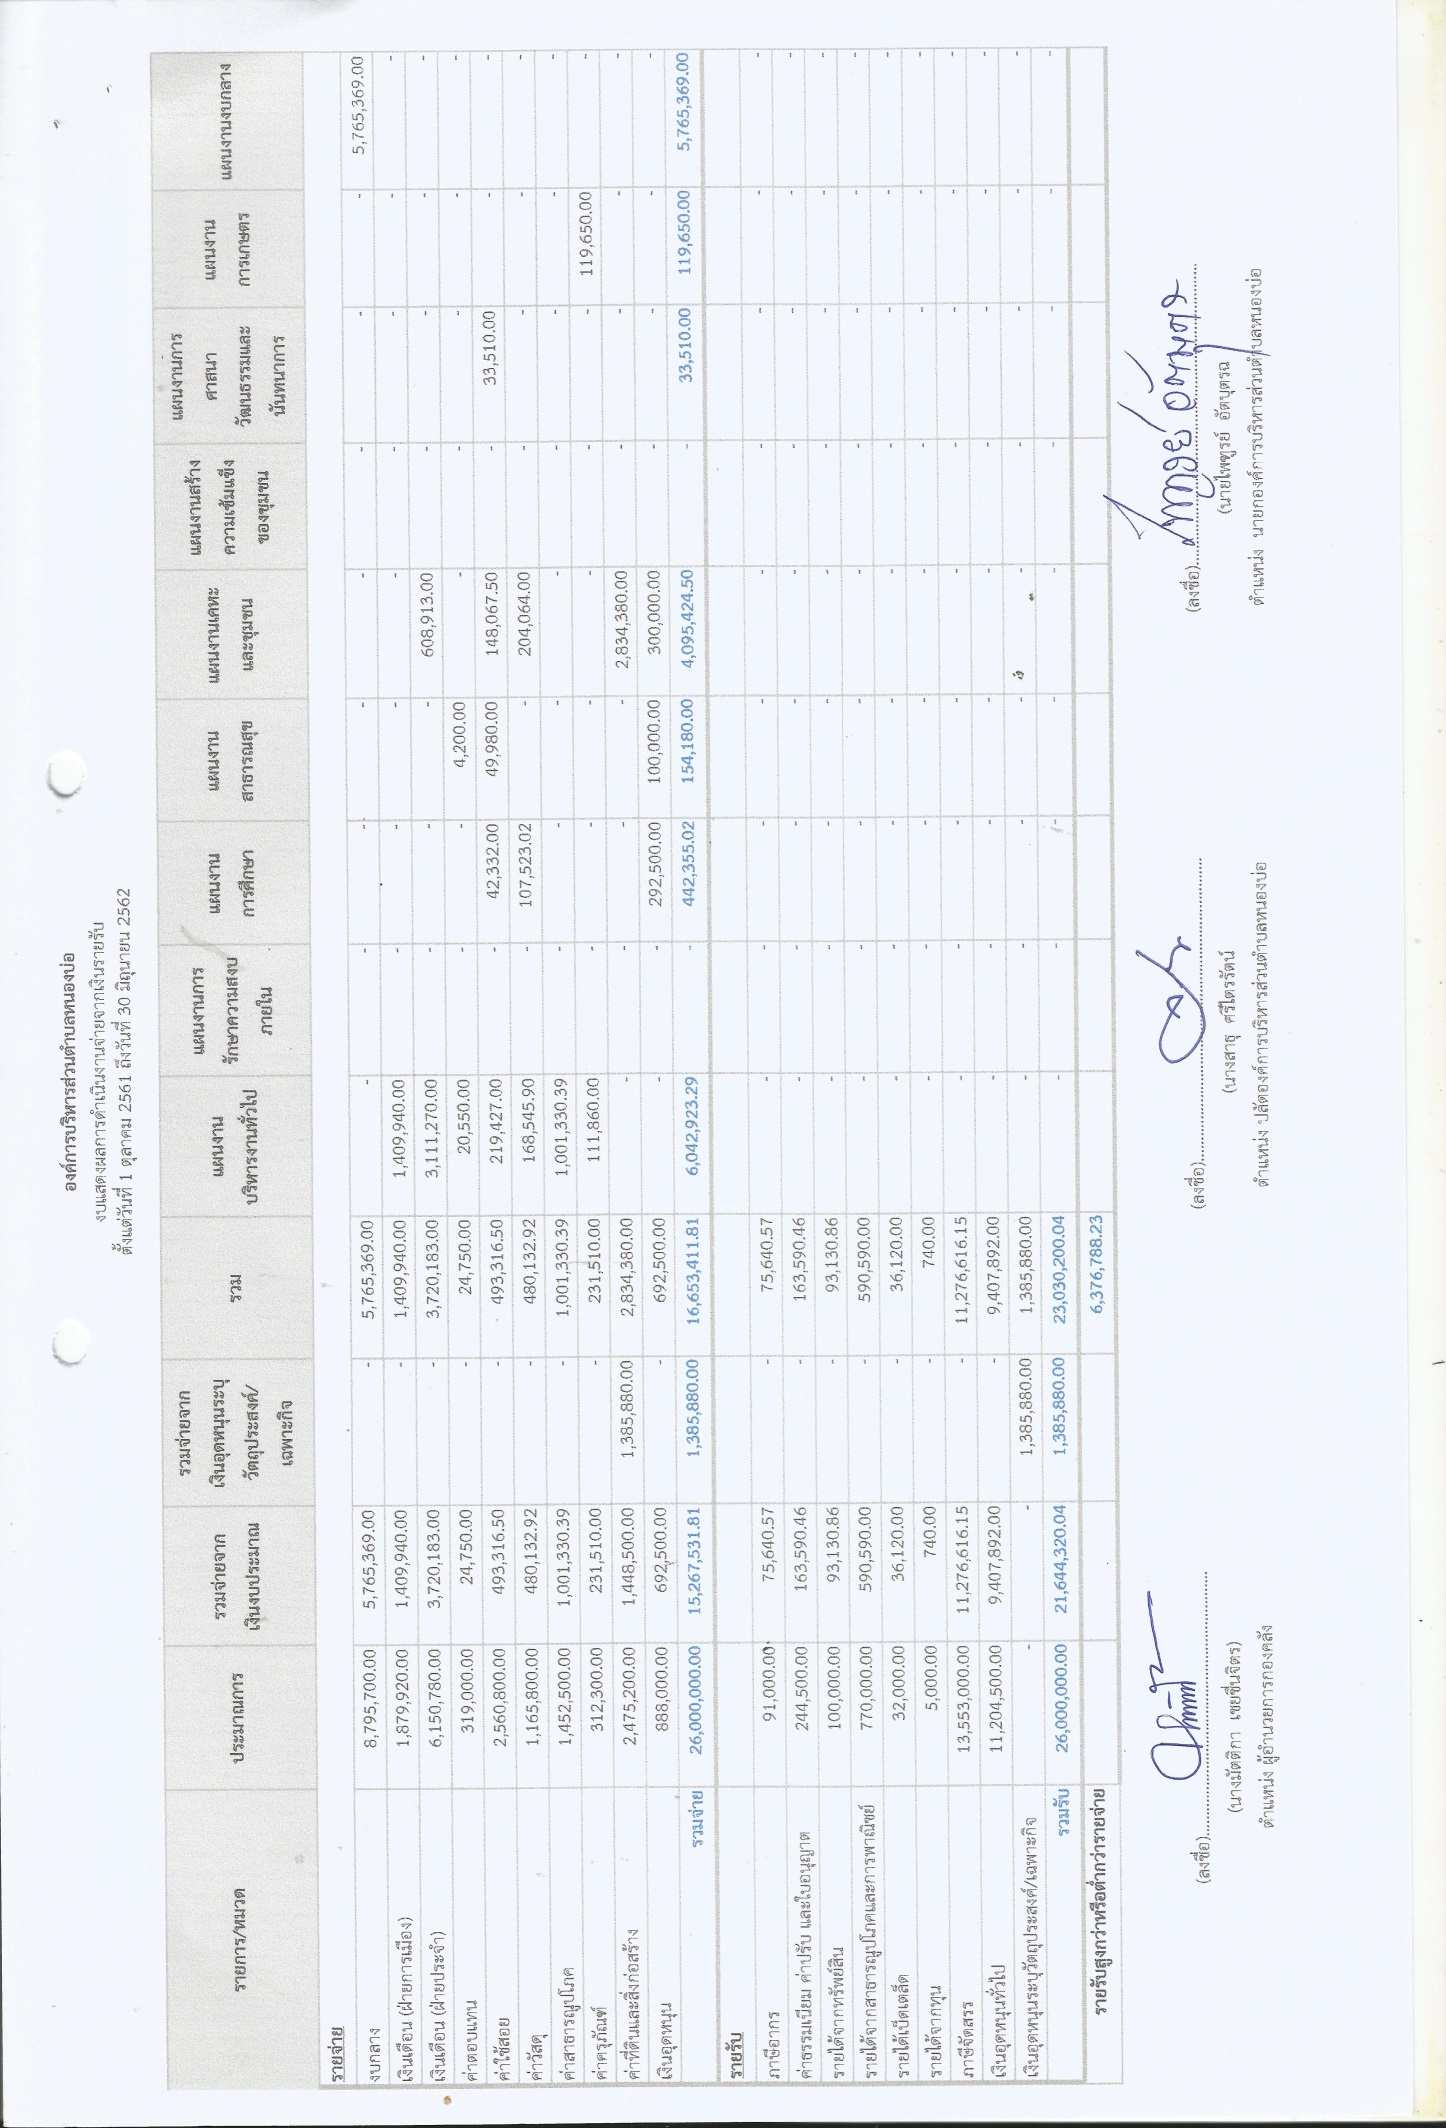 องค์การบริหารส่วนตำบลหนองบ่อ
งบแสดงผลการดำเนินงานจ่ายจากเงินรายรับ
ตั้งแต่วันที่ 1 ตุลาคม 2561 ถึงวันที่ 30 มิถุนายน 2562
รายการ/หมวด ประมาณการ รวมจ่ายจากเงินงบประมาณ รวมจ่ายจากเงินอุดหนุนระบุวัตถุประสงค์/เฉพาะกิจ รวม แผนงานบริหารงานทั่วไป แผนงานการรักษาความสงบภายใน แผนงานการศึกษา แผนงานสาธารณสุข แผนงานเคหะและชุมชน แผนงานสร้างความเข้มแข็งของชุมชน แผนงานการศาสนาวัฒนธรรมและนันทนาการ แผนงานการเกษตร แผนงานงบกลาง
รายจ่าย
งบกลาง 8,795,700.00 5,765,369.00 - 5,765,369.00 - - - - - - - - 5,765,369.00
เงินเดือน (ฝ่ายการเมือง) 1,879,920.00 1,409,940.00 - 1,409,940.00 1,409,940.00 - - - - - - - -
เงินเดือน (ฝ่ายประจำ) 6,150,780.00 3,720,183.00 - 3,720,183.00 3,111,270.00 - - - 608,913.00 - - - -
ค่าตอบแทน 319,000.00 24,750.00 - 24,750.00 20,550.00 - - 4,200.00 - - - - -
ค่าใช้สอย 2,560,800.00 493,316.50 - 493,316.50 219,427.00 - 42,332.00 49,980.00 148,067.50 - 33,510.00 - -
ค่าวัสดุ 1,165,800.00 480,132.92 - 480,132.92 168,545.90 - 107,523.02 - 204,064.00 - - - -
ค่าสาธารณูปโภค 1,452,500.00 1,001,330.39 - 1,001,330.39 1,001,330.39 - - - - - - - -
ค่าครุภัณฑ์ 312,300.00 231,510.00 - 231,510.00 111,860.00 - - - - - - 119,650.00 -
ค่าที่ดินและสิ่งก่อสร้าง 2,475,200.00 1,448,500.00 1,385,880.00 2,834,380.00 - - - - 2,834,380.00 - - - -
เงินอุดหนุน 888,000.00 692,500.00 - 692,500.00 - - 292,500.00 100,000.00 300,000.00 - - - -
รวมจ่าย 26,000,000.00 15,267,531.81 1,385,880.00 16,653,411.81 6,042,923.29 - 442,355.02 154,180.00 4,095,424.50 - 33,510.00 119,650.00 5,765,369.00
รายรับ
ภาษีอากร 91,000.00 75,640.57 - 75,640.57 - - - - - - - - -
ค่าธรรมเนียม ค่าปรับ และใบอนุญาต 244,500.00 163,590.46 - 163,590.46 - - - - - - - - -
รายได้จากทรัพย์สิน 100,000.00 93,130.86 - 93,130.86 - - - - - - - - -
รายได้จากสาธารณูปโภคและการพาณิชย์ 770,000.00 590,590.00 - 590,590.00 - - - - - - - - -
รายได้เบ็ดเตล็ด 32,000.00 36,120.00 - 36,120.00 - - - - - - - - -
รายได้จากทุน 5,000.00 740.00 - 740.00 - - - - - - - - -
ภาษีจัดสรร 13,553,000.00 11,276,616.15 - 11,276,616.15 - - - - - - - - -
เงินอุดหนุนทั่วไป 11,204,500.00 9,407,892.00 - 9,407,892.00 - - - - - - - - -
เงินอุดหนุนระบุวัตถุประสงค์/เฉพาะกิจ - - 1,385,880.00 1,385,880.00 - - - - - - - - -
รวมรับ 26,000,000.00 21,644,320.04 1,385,880.00 23,030,200.04 - - - - - - - - -
รายรับสูงกว่าหรือต่ำกว่ารายจ่าย 6,376,788.23
(ลงชื่อ)
(นางมัตติกา เชยชื่นจิตร)
ตำแหน่ง ผู้อำนวยการกองคลัง
(ลงชื่อ)
(นางสาธุ ศรีไตรรัตน์)
ตำแหน่ง ปลัดองค์การบริหารส่วนตำบลหนองบ่อ
(ลงชื่อ) ไพฑูรย์ อัตบุตร
(นายไพฑูรย์ อัตบุตรฉ)
ตำแหน่ง นายกองค์การบริหารส่วนตำบลหนองบ่อ